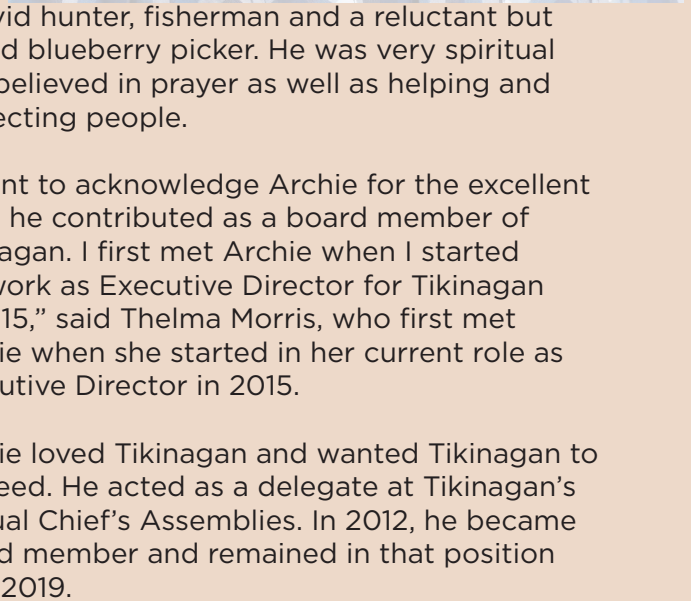 vid hunter, fisherman and a reluctant but
d blueberry picker. He was very spiritual
believed in prayer as well as helping and
ecting people.
nt to acknowledge Archie for the excellent
he contributed as a board member of
agan. I first met Archie when I started
work as Executive Director for Tikinagan
15,” said Thelma Morris, who first met
ie when she started in her current role as
utive Director in 2015.
ie loved Tikinagan and wanted Tikinagan to
eed. He acted as a delegate at Tikinagan’s
ual Chief’s Assemblies. In 2012, he became
d member and remained in that position
2019.